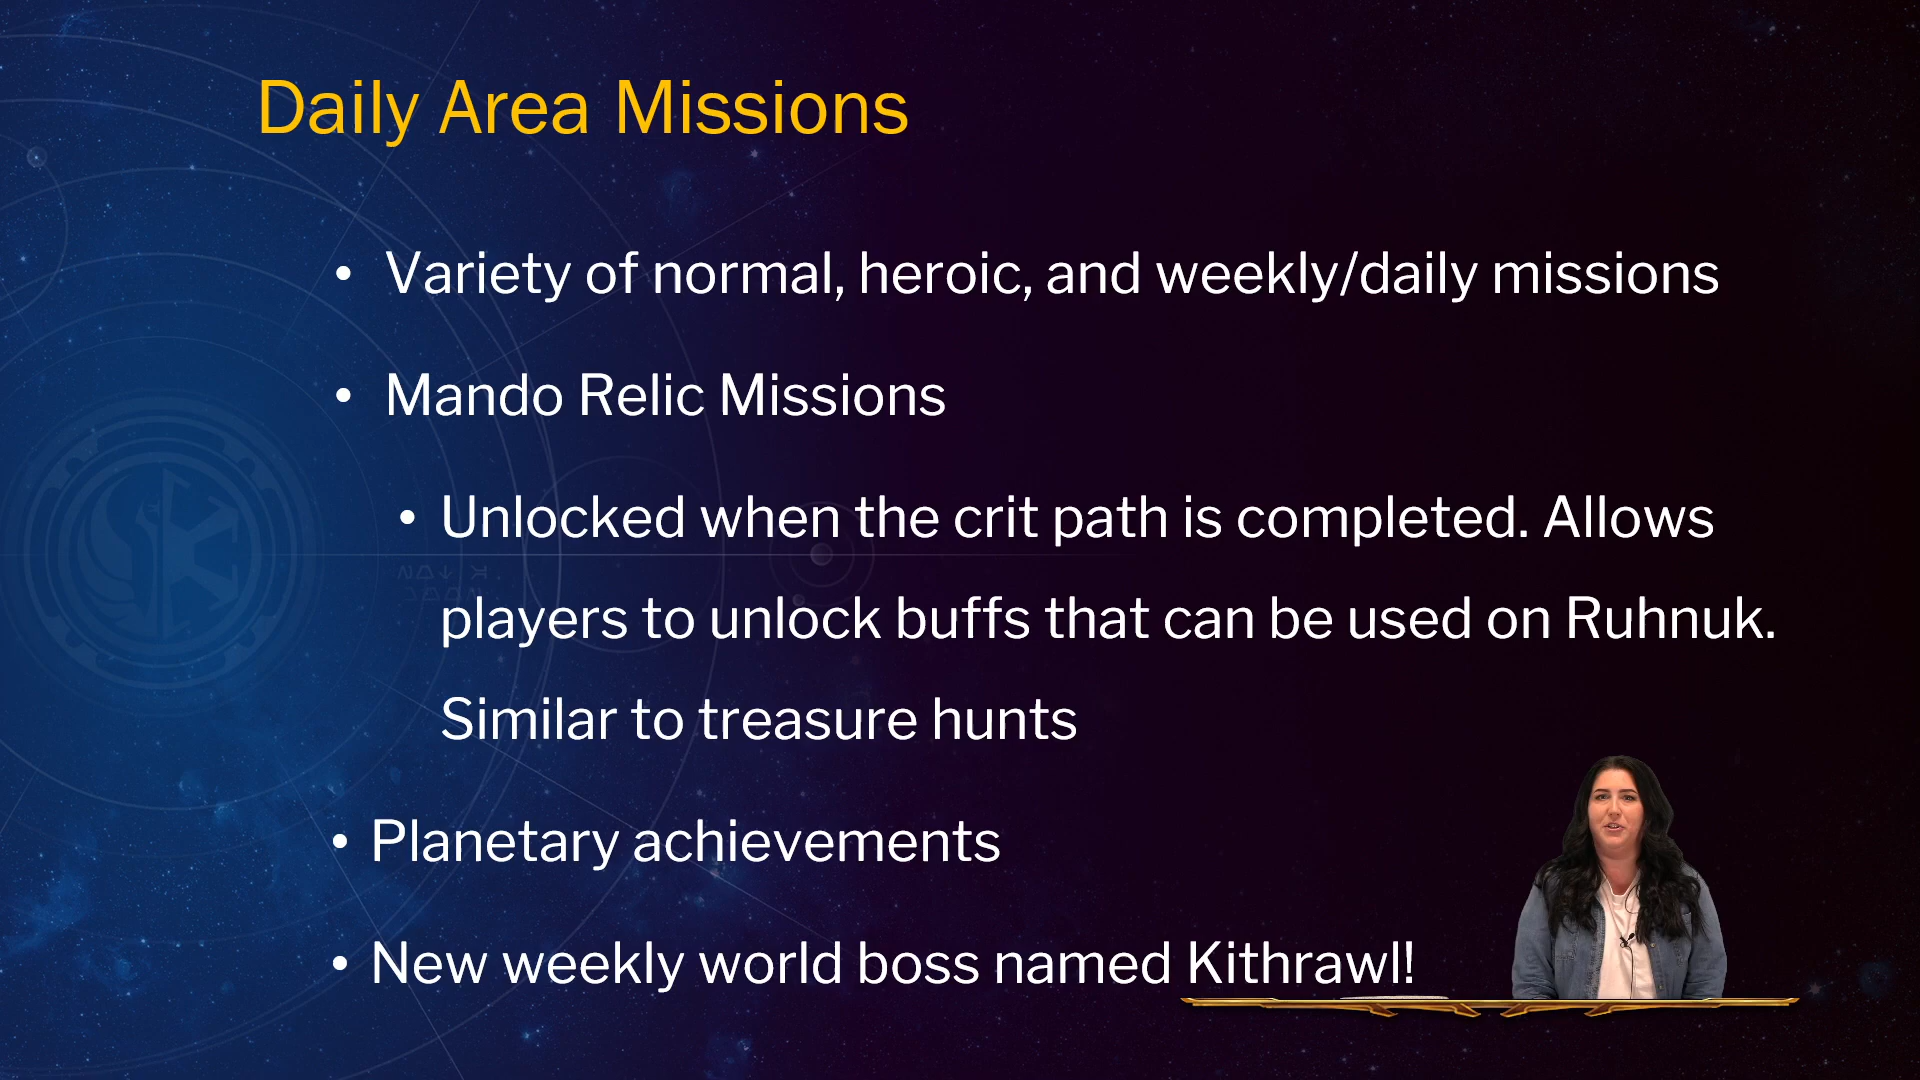 Daily Area Missions
• Variety of normal, heroic, and weekly/daily missions
• Mando Relic Missions
• Unlocked when the crit path is completed. Allows
players to unlock buffs that can be used on Ruhnuk.
Similar to treasure hunts
• Planetary achievements
• New weekly world boss named Kithrawl!